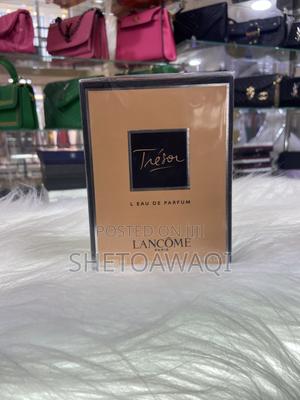 Trésor
L EAU DE PARFUM
POSTED ON jiji
LANCÔME
PARIS
SHETOAWAQI